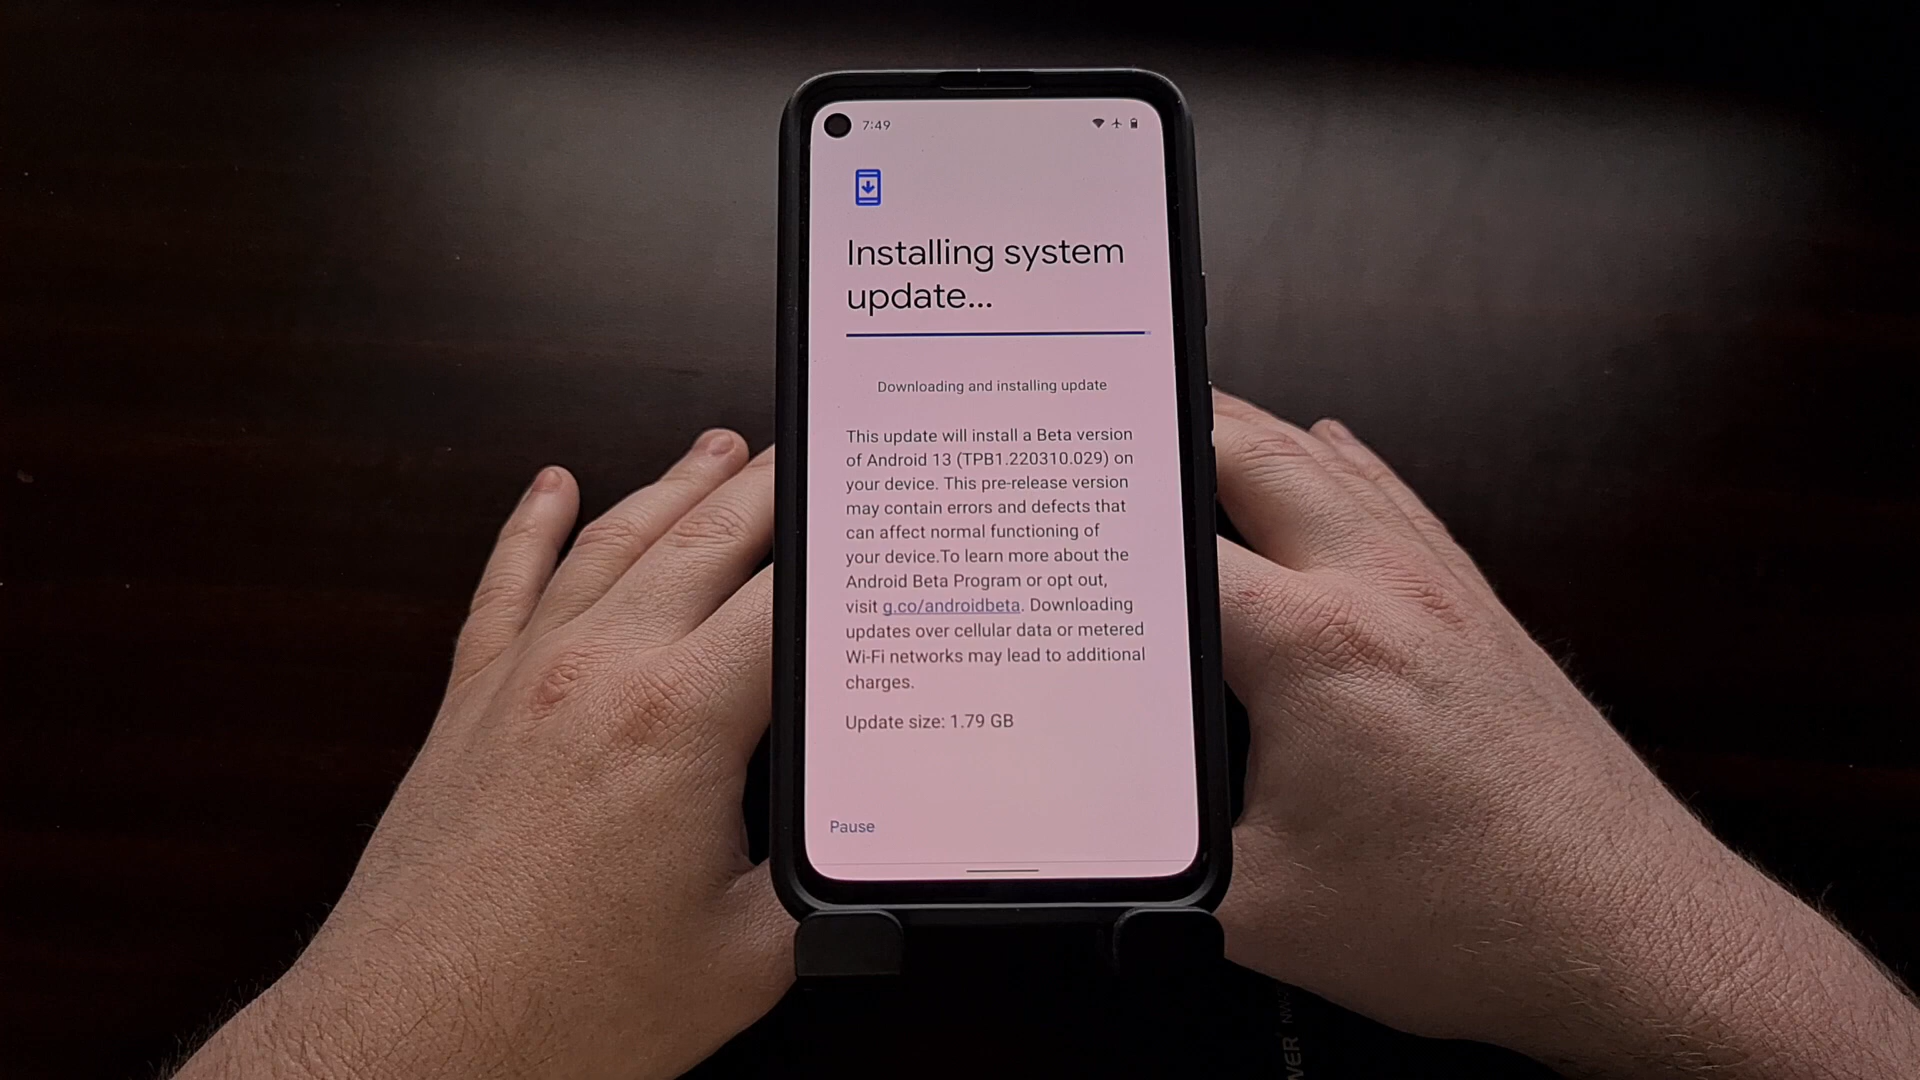 7:49
Installing system
update...
Downloading and installing update
This update will install a Beta version
of Android 13 (TPB1.220310.029) on
your device. This pre-release version
may contain errors and defects that
can affect normal functioning of
your device.To learn more about the
Android Beta Program or opt out,
visit g.co/androidbeta. Downloading
updates over cellular data or metered
Wi-Fi networks may lead to additional
charges.
Update size: 1.79 GB
Pause